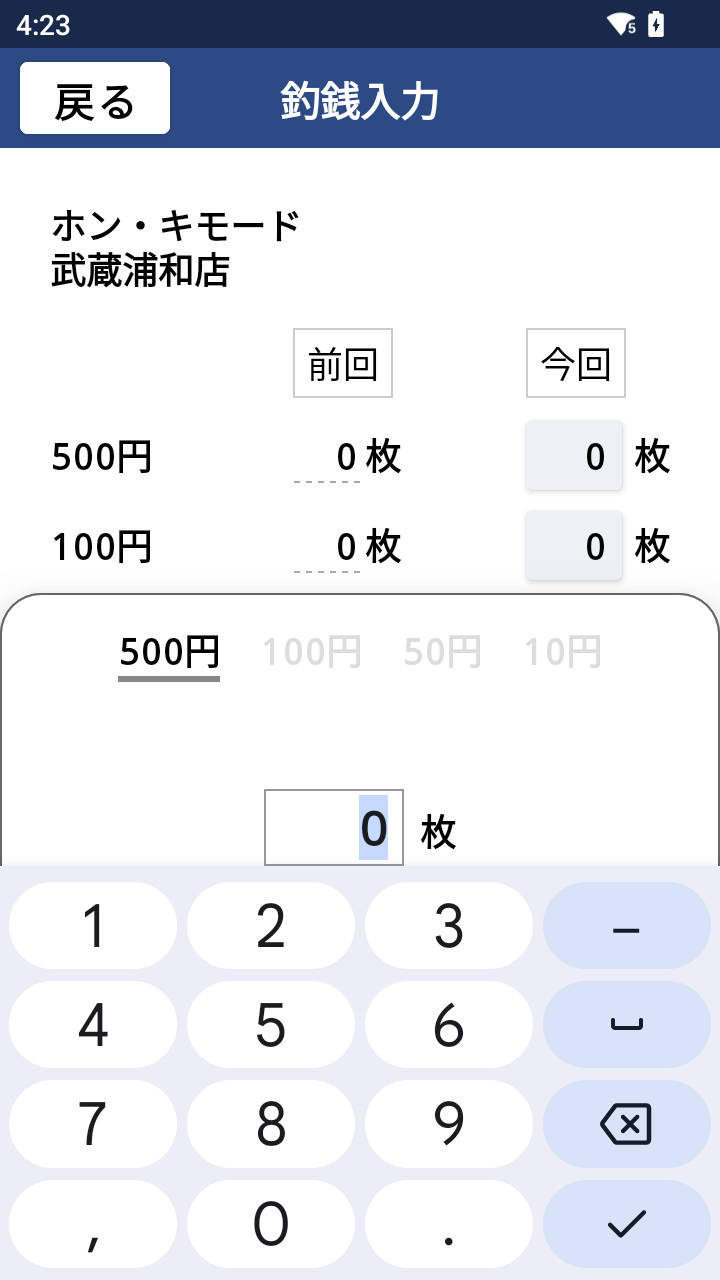 4:23
5
戻る
釣銭入力
ホン・キモード
武蔵浦和店
前回 今回
500円 0 枚 0 枚
100円 0 枚 0 枚
500円 100円 50円 10円
0 枚
1 2 3 –
4 5 6
7 8 9
, 0 .